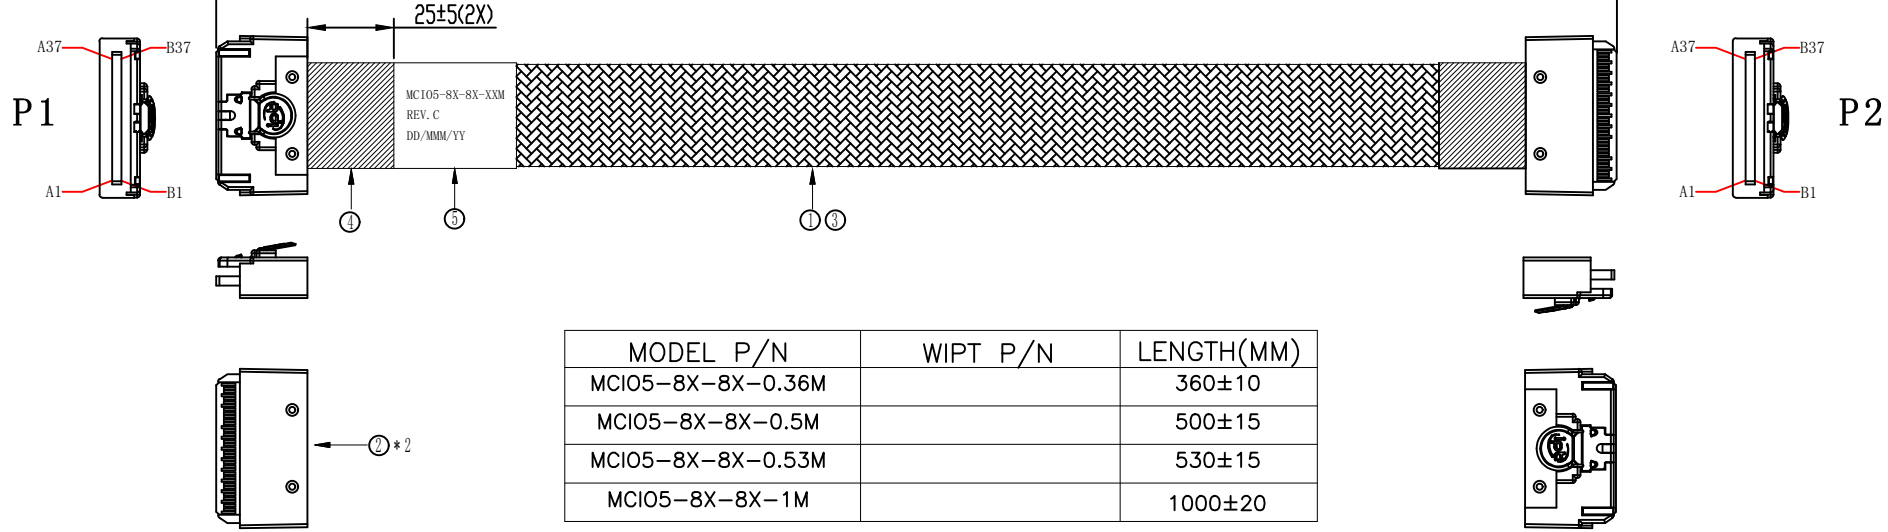 25±5(2X)
A37
B37
P1
A1
B1
MCIO5-8X-8X-XXM
REV. C
DD/MMM/YY
A37
B37
P2
A1
B1
④
⑤
① ③
② *2
MODEL P/N WIPT P/N LENGTH(MM)
MCIO5-8X-8X-0.36M 360±10
MCIO5-8X-8X-0.5M 500±15
MCIO5-8X-8X-0.53M 530±15
MCIO5-8X-8X-1M 1000±20